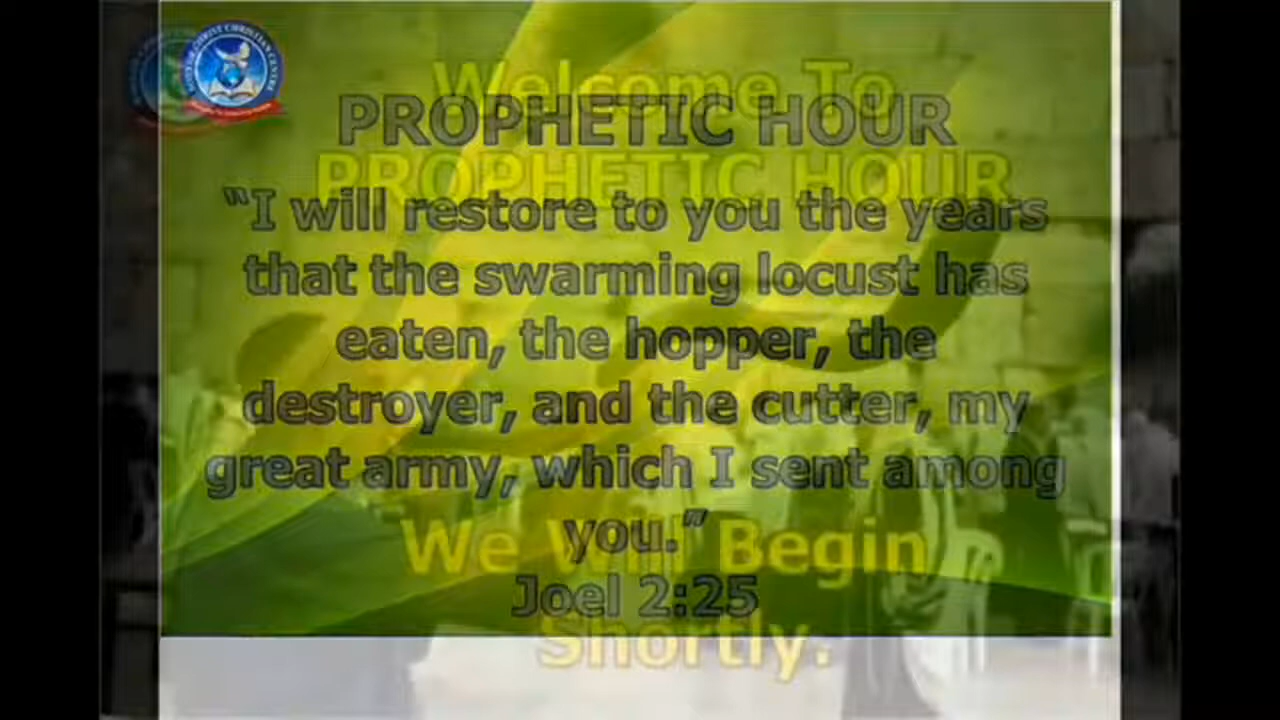 Welcome To
PROPHETIC HOUR
PROPHETIC HOUR
“I will restore to you the years
that the swarming locust has
eaten, the hopper, the
destroyer, and the cutter, my
great army, which I sent among
you.”
Joel 2:25
We Will Begin
Shortly.